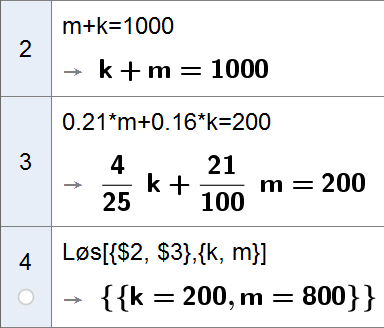 2
m+k=1000
→ k + m = 1000
3
0.21*m+0.16*k=200
→ 4/25 k + 21/100 m = 200
4
Løs[{$2, $3},{k, m}]
→ {{k = 200, m = 800}}